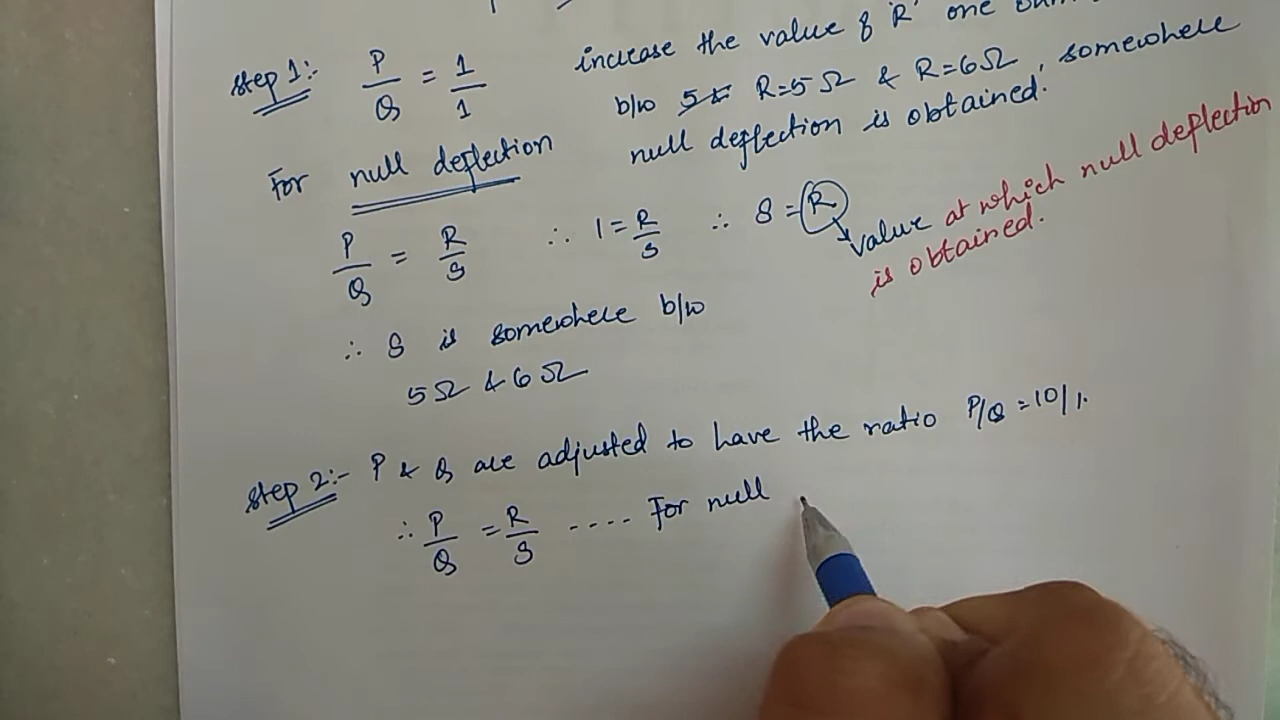 increase the value of 'R' one
Step 1:- P/Q = 1/1
b/w R=5Ω & R=6Ω, somewhere
null deflection is obtained.
For null deflection
P/Q = R/S ∴ 1 = R/S ∴ S = R
value at which null deflection
is obtained.
∴ S is somewhere b/w
5Ω & 6Ω
Step 2:- P & Q are adjusted to have the ratio P/Q = 10/1.
∴ P/Q = R/S .... For null